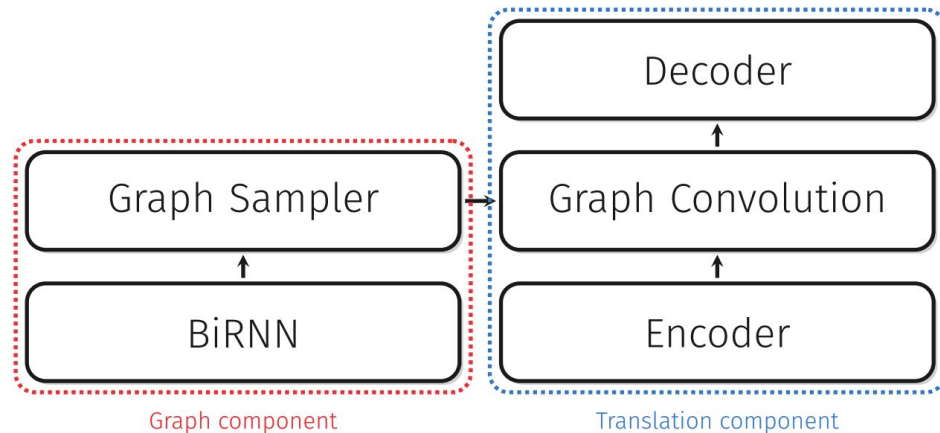 Decoder
Graph Sampler
Graph Convolution
BiRNN
Encoder
Graph component
Translation component